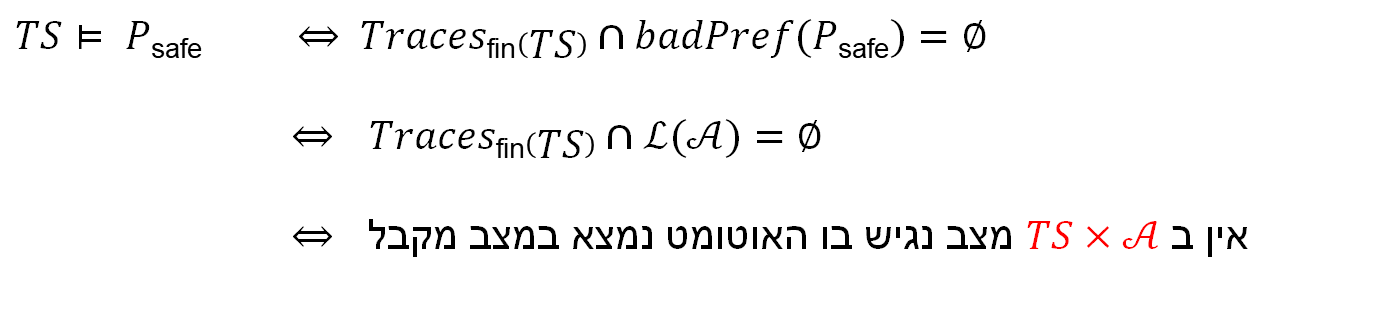 TS ⊨ P_safe ⇔ Traces_fin(TS) ∩ badPref(P_safe) = ∅
⇔ Traces_fin(TS) ∩ ℒ(𝒜) = ∅
⇔ אין ב TS × 𝒜 מצב נגיש בו האוטומט נמצא במצב מקבל